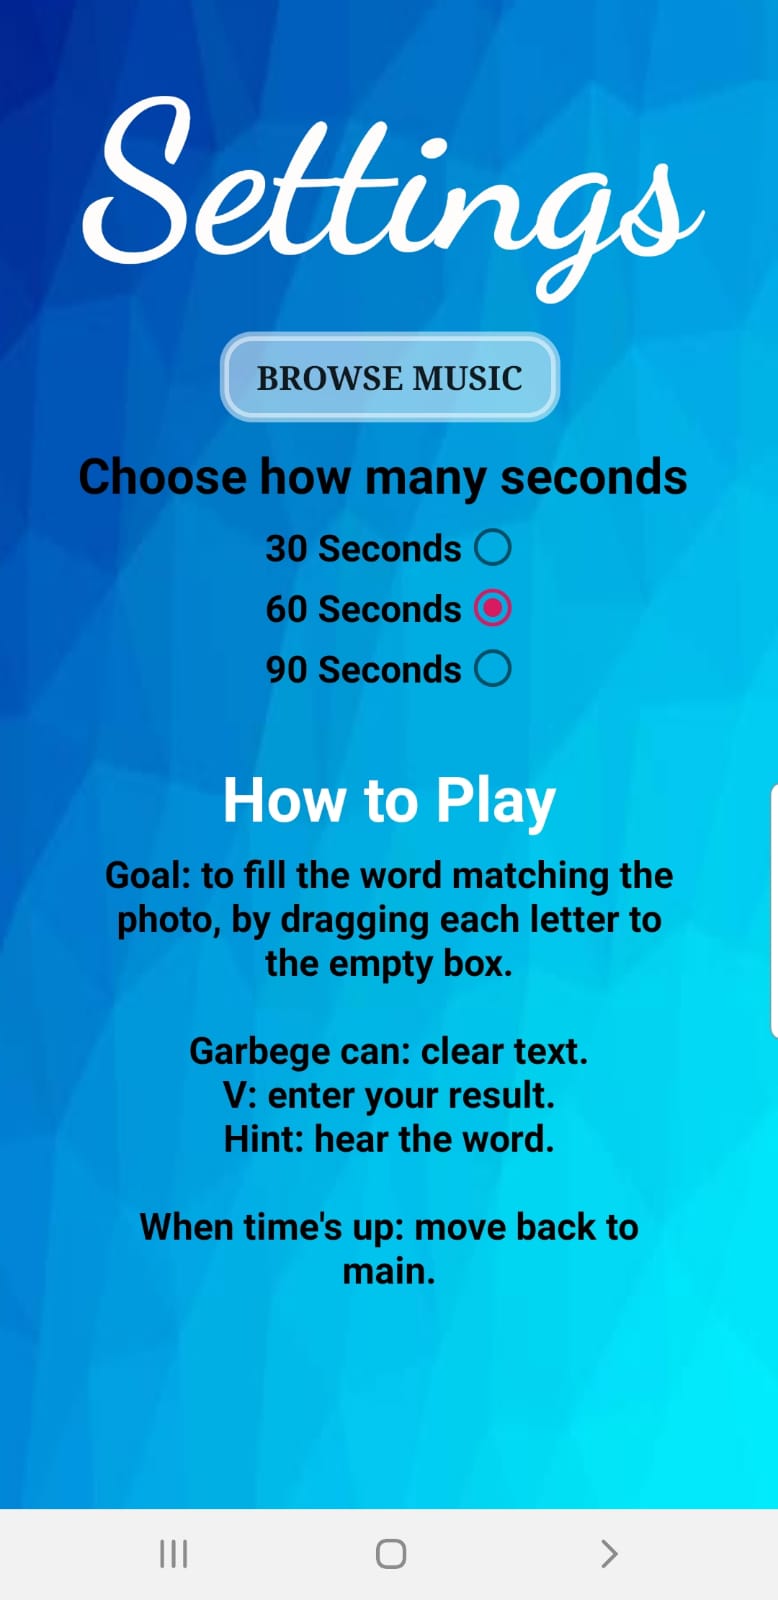 Settings
BROWSE MUSIC
Choose how many seconds
30 Seconds
60 Seconds
90 Seconds
How to Play
Goal: to fill the word matching the
photo, by dragging each letter to
the empty box.
Garbege can: clear text.
V: enter your result.
Hint: hear the word.
When time's up: move back to
main.